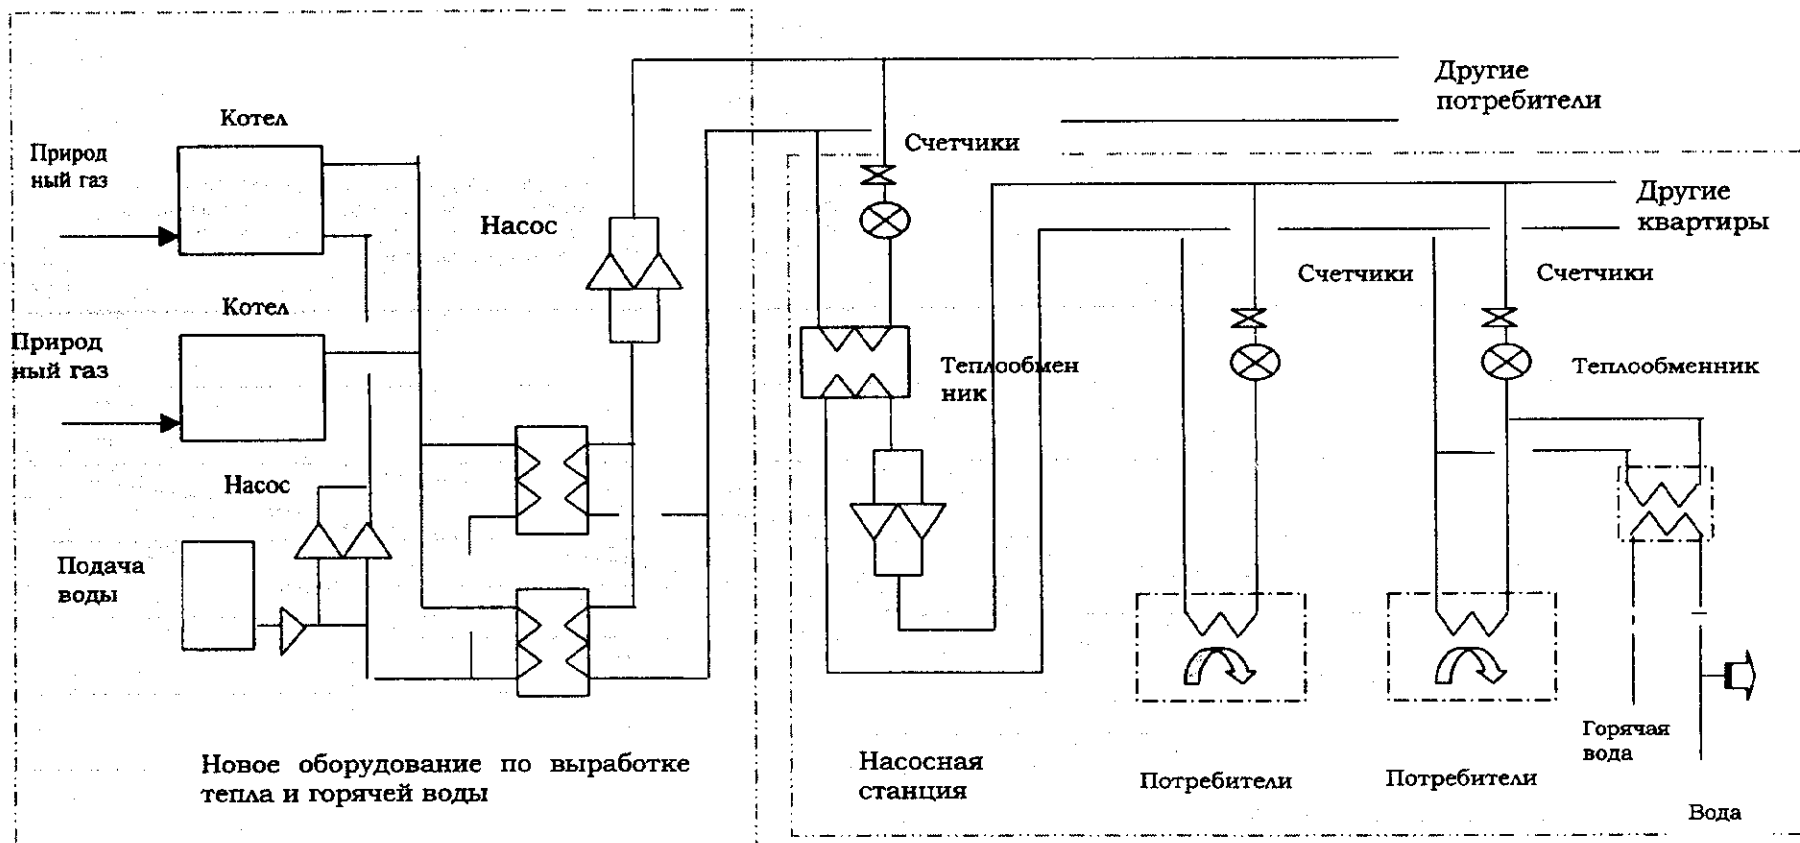 Другие
потребители
Котел
Счетчики
Природ
ный газ
Насос
Другие
квартиры
Счетчики
Счетчики
Котел
Природ
ный газ
Теплообмен
ник
Теплообменник
Насос
Подача
воды
Новое оборудование по выработке
тепла и горячей воды
Насосная
станция
Потребители
Потребители
Горячая
вода
Вода